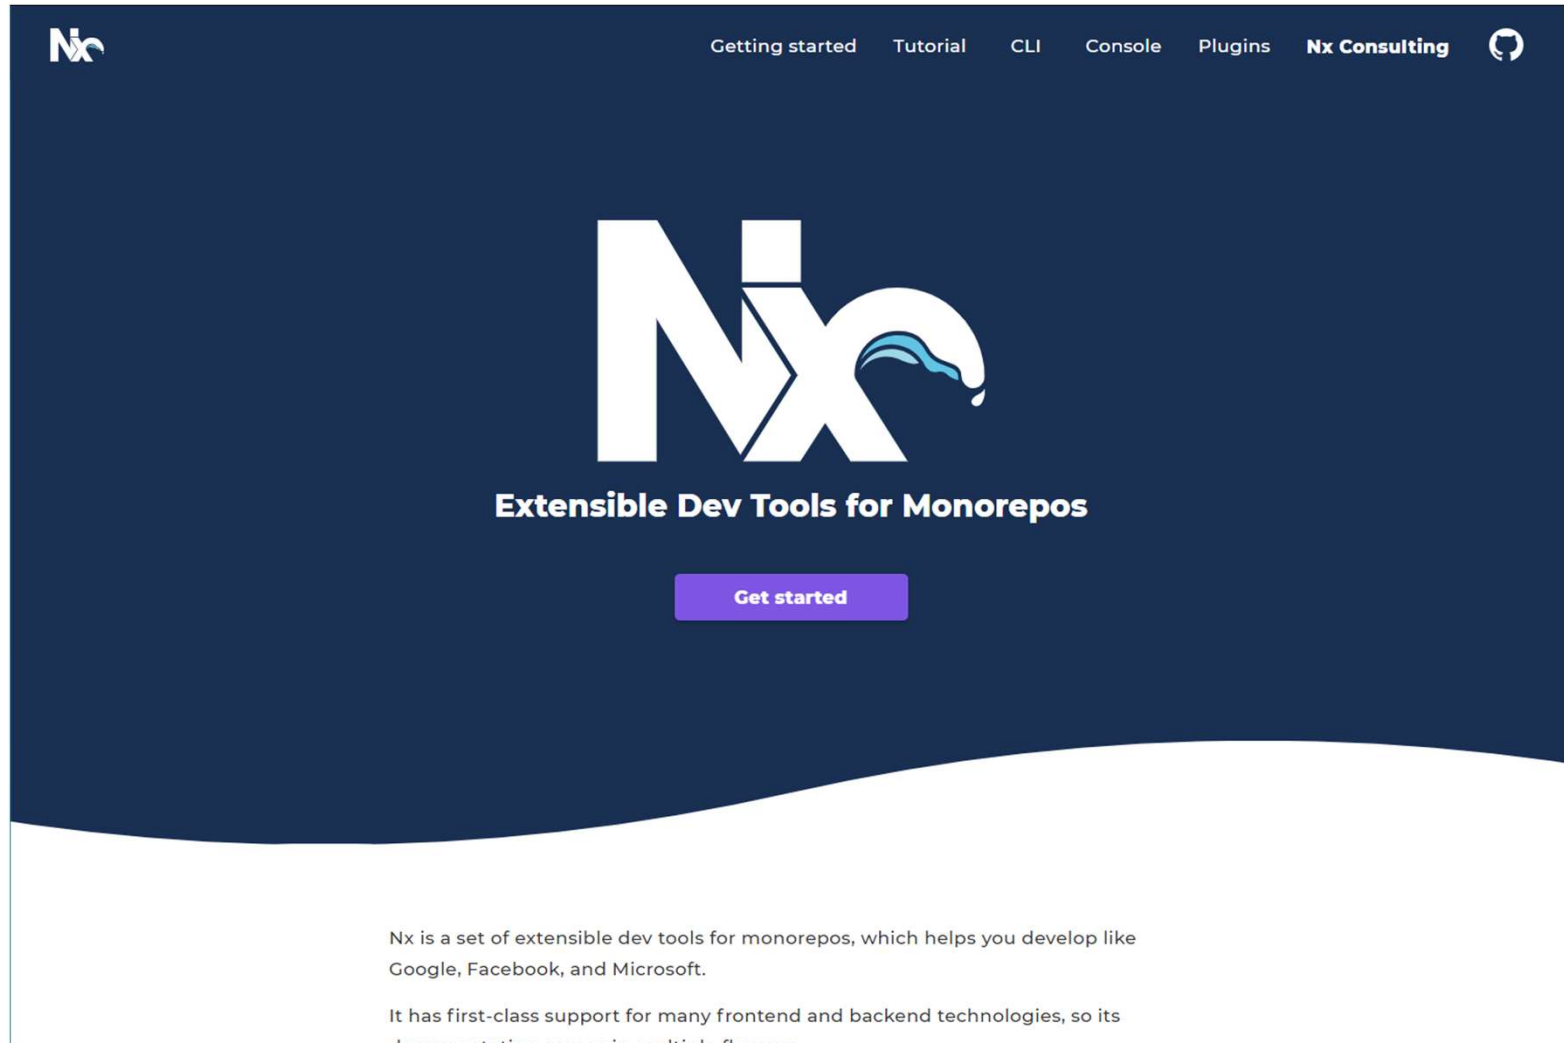 Nx
Getting started Tutorial CLI Console Plugins Nx Consulting
Nx
Extensible Dev Tools for Monorepos
Get started
Nx is a set of extensible dev tools for monorepos, which helps you develop like
Google, Facebook, and Microsoft.
It has first-class support for many frontend and backend technologies, so its